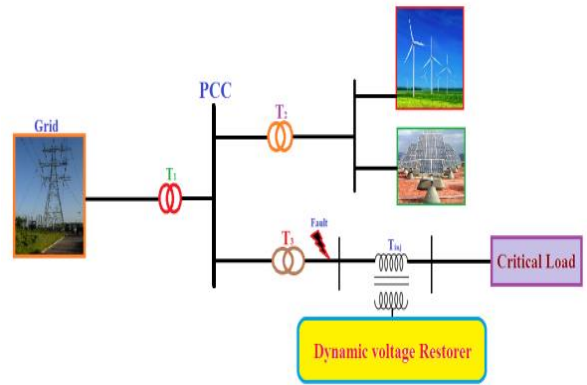 PCC
T2
Grid
T1
Fault
T3
Tinj
Critical Load
Dynamic voltage Restorer